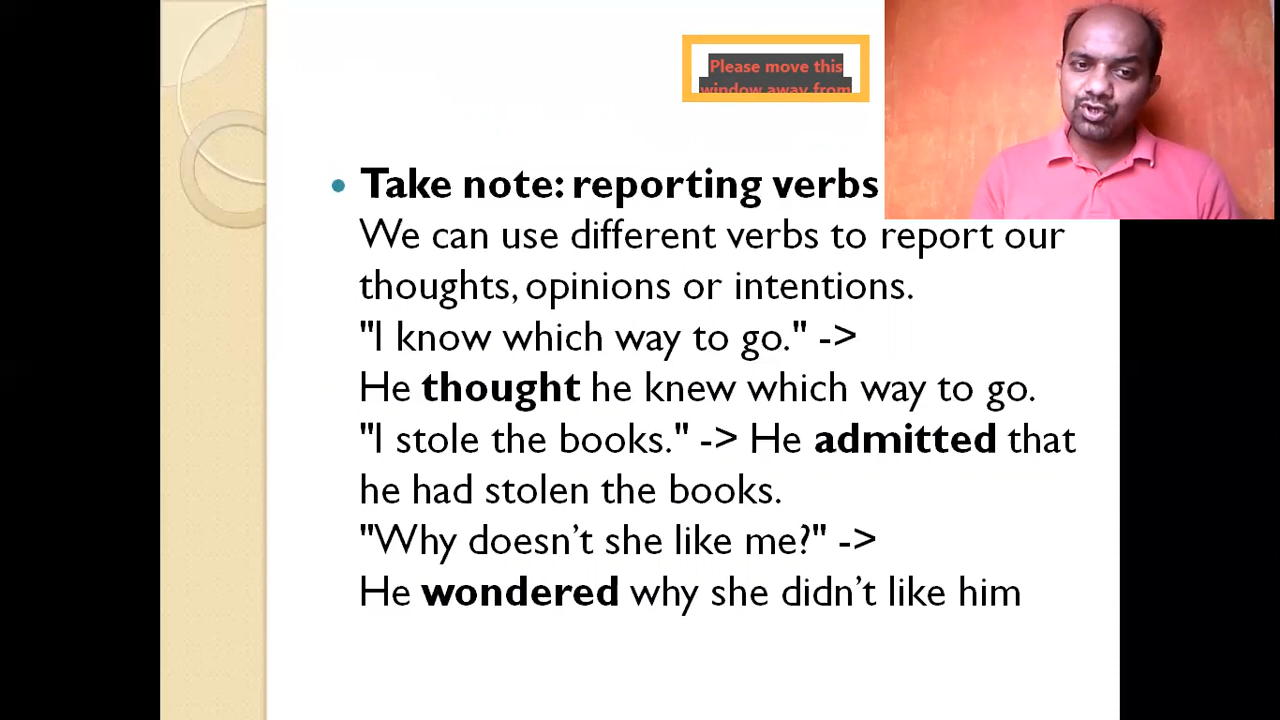 Please move this
window away from
Take note: reporting verbs
We can use different verbs to report our
thoughts, opinions or intentions.
"I know which way to go." ->
He thought he knew which way to go.
"I stole the books." -> He admitted that
he had stolen the books.
"Why doesn’t she like me?" ->
He wondered why she didn’t like him